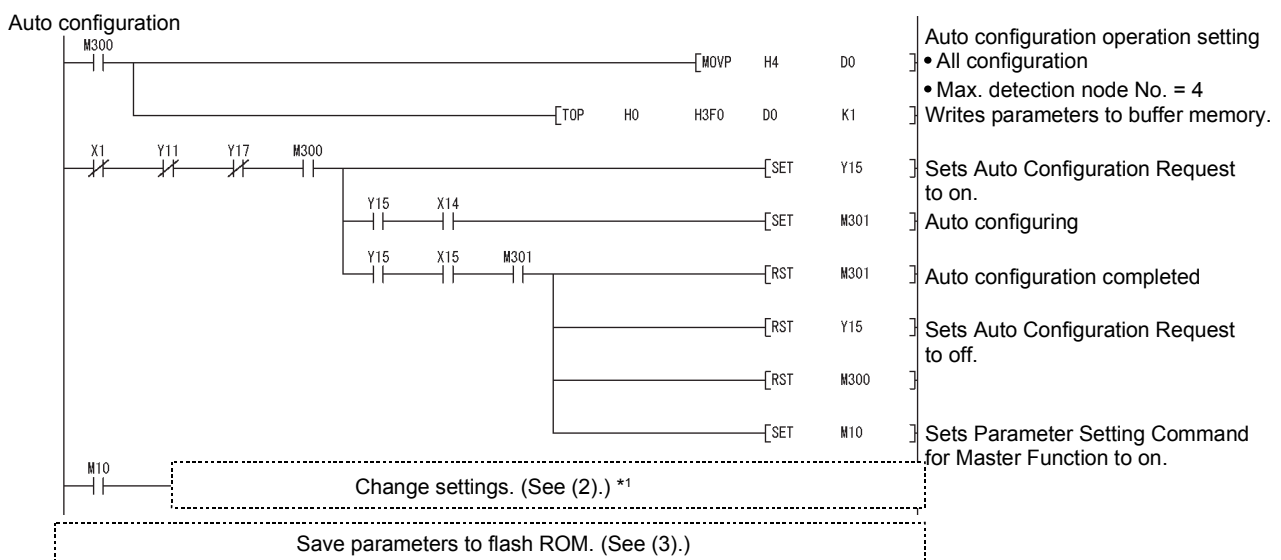 Auto configuration
M300
[MOVP H4 D0 ]
Auto configuration operation setting
• All configuration
• Max. detection node No. = 4
[TOP H0 H3F0 D0 K1 ]
Writes parameters to buffer memory.
X1 Y11 Y17 M300
[SET Y15 ]
Sets Auto Configuration Request
to on.
Y15 X14
[SET M301 ]
Auto configuring
Y15 X15 M301
[RST M301 ]
Auto configuration completed
[RST Y15 ]
Sets Auto Configuration Request
to off.
[RST M300 ]
[SET M10 ]
Sets Parameter Setting Command
for Master Function to on.
M10
Change settings. (See (2).) *1
Save parameters to flash ROM. (See (3).)